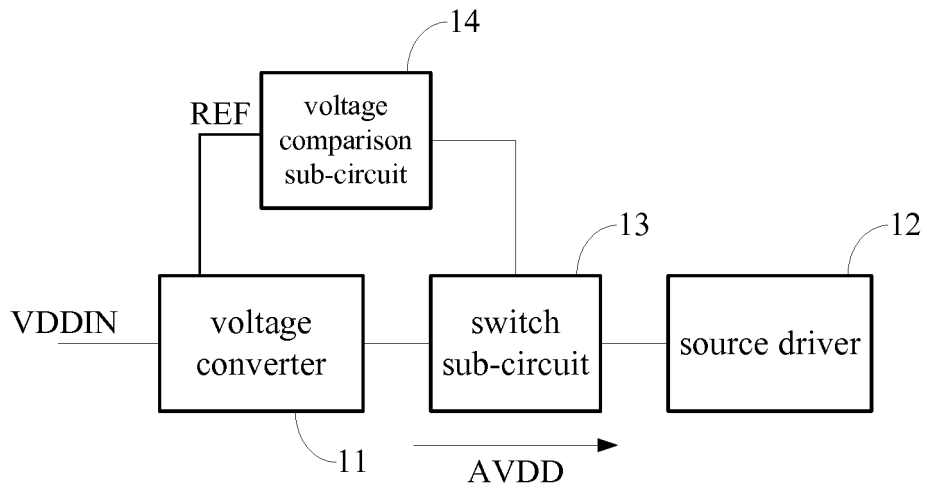 14
REF
voltage
comparison
sub-circuit
13
12
VDDIN
voltage
converter
switch
sub-circuit
source driver
11
AVDD